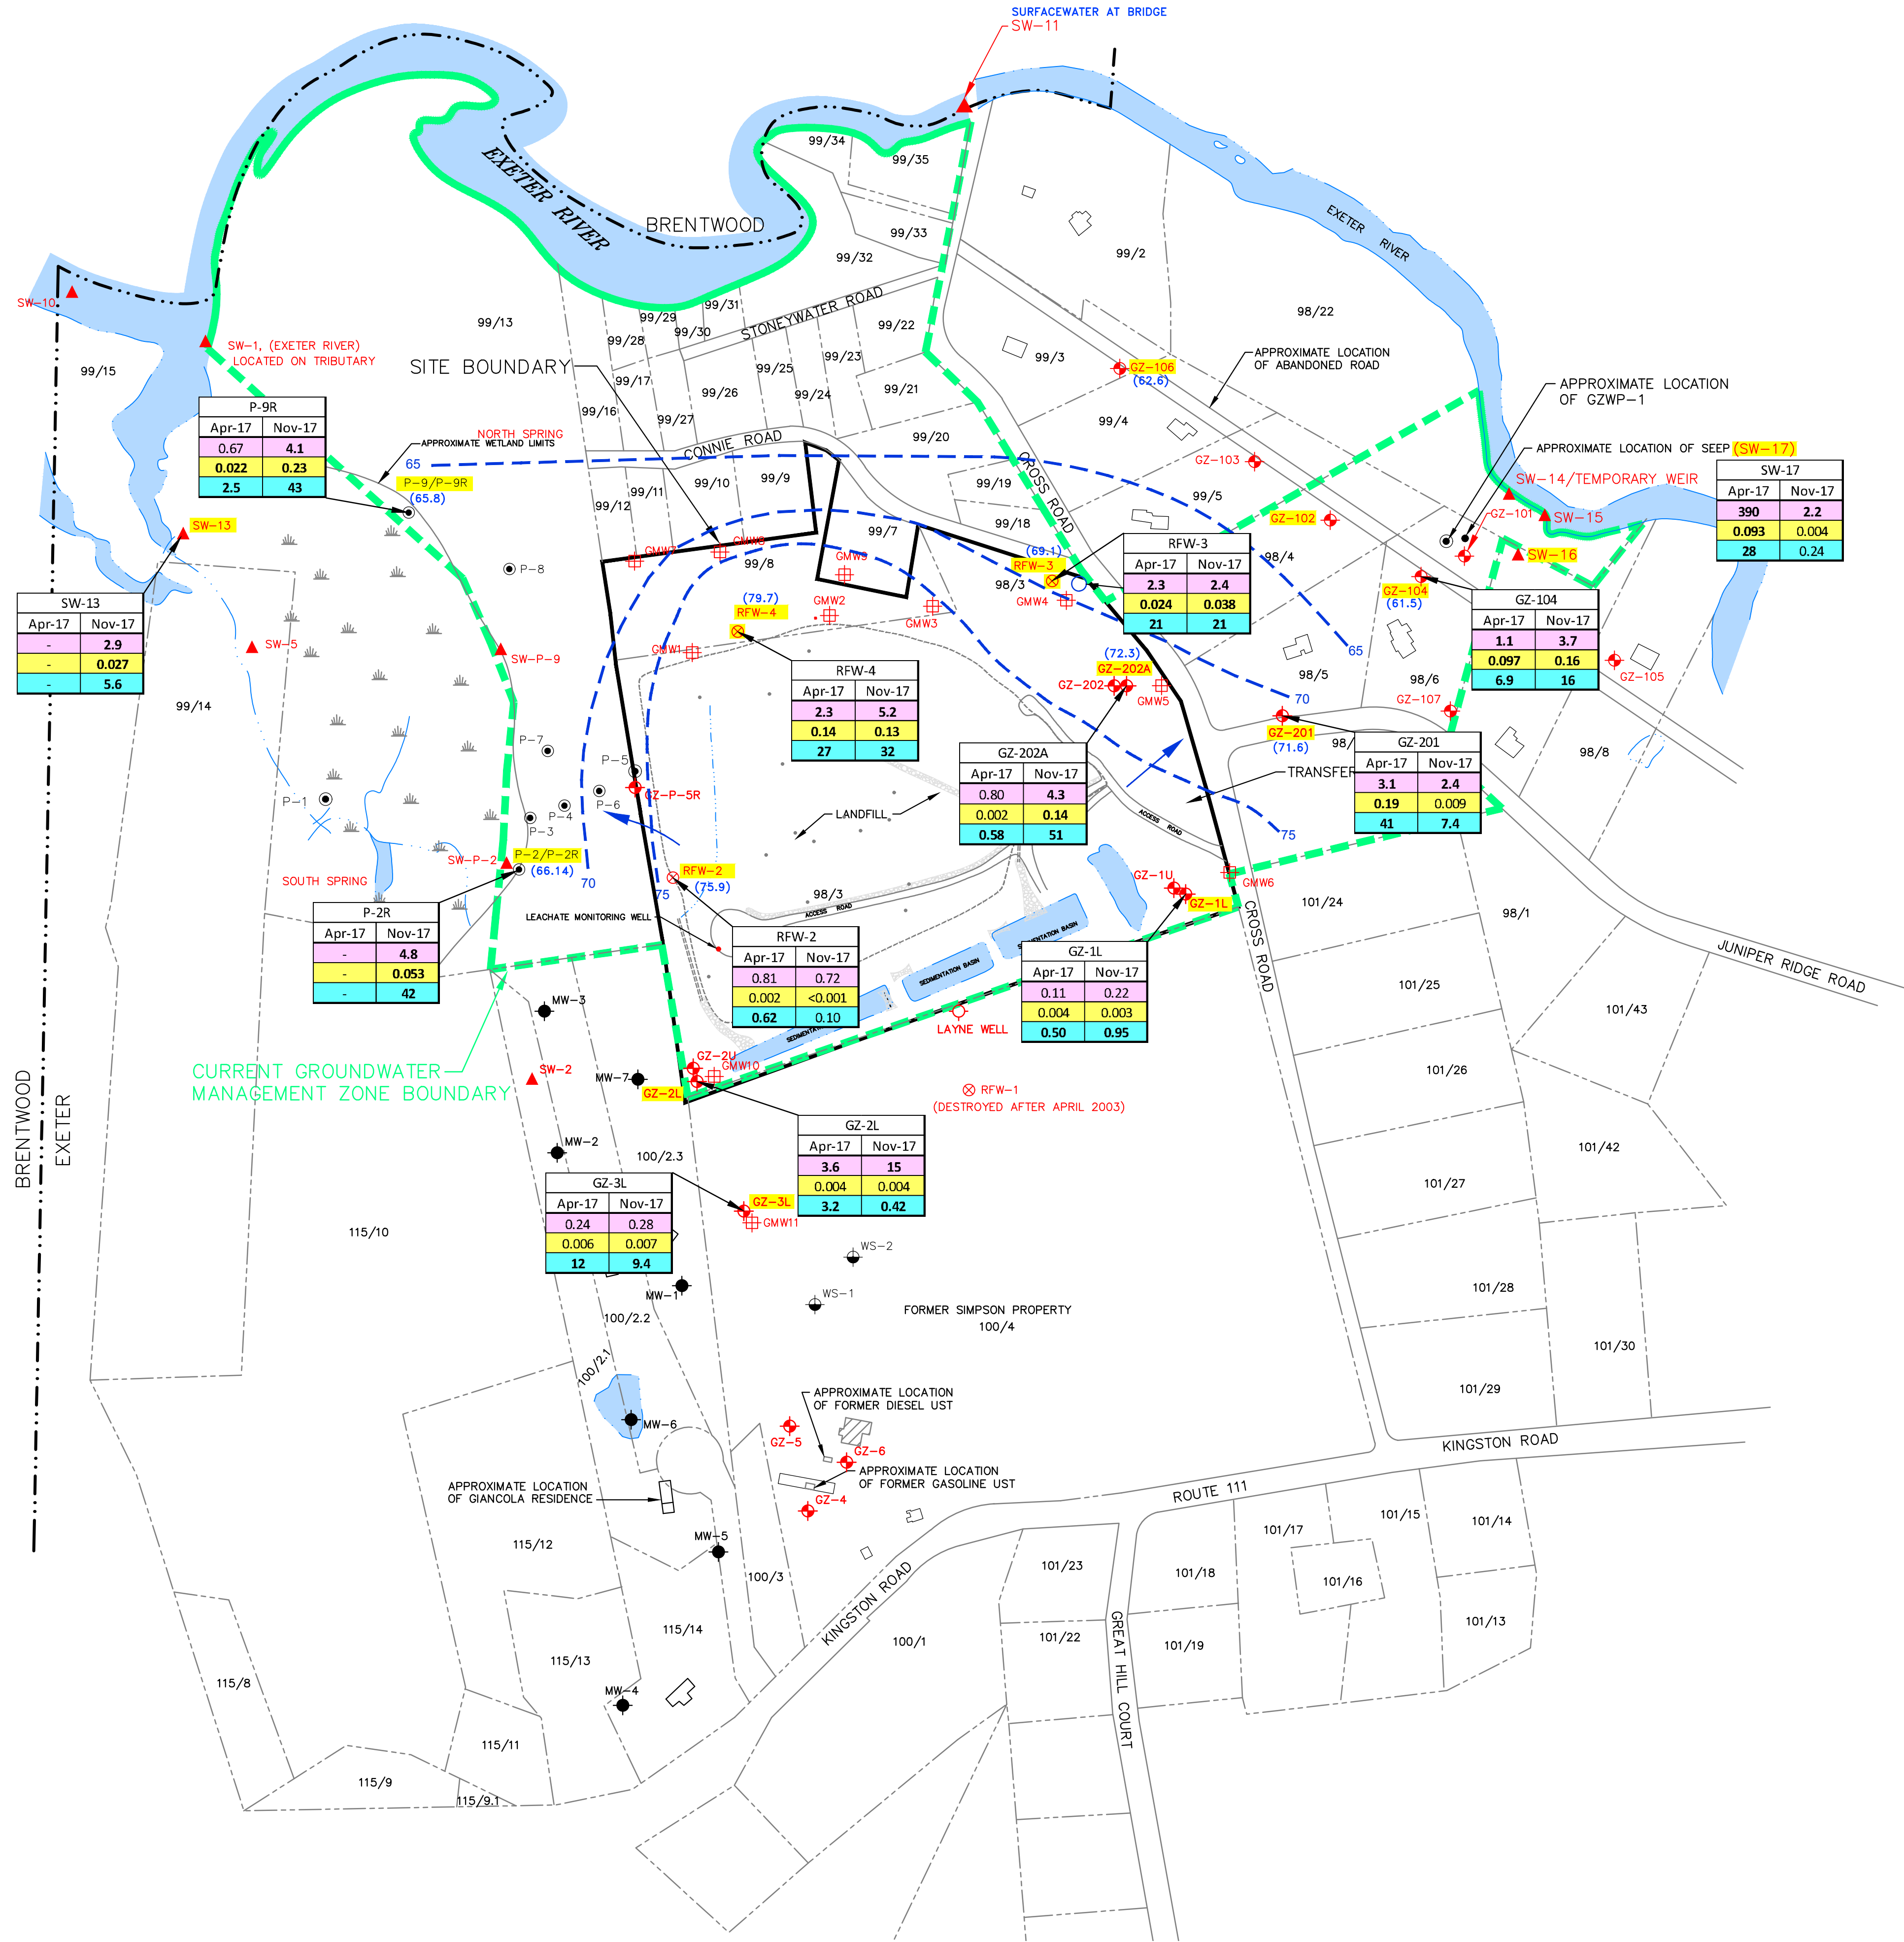 SURFACEWATER AT BRIDGE
SW-11
EXETER RIVER
BRENTWOOD
EXETER RIVER
99/34
99/35
99/33
99/32
99/2
98/22
SW-10
99/15
SW-1, (EXETER RIVER)
LOCATED ON TRIBUTARY
99/13
SITE BOUNDARY
99/31
99/29
99/30
99/28
STONEYWATER ROAD
99/22
99/23
99/25
99/24
99/21
99/17
99/26
99/16
99/27
99/20
99/3
GZ-106
(62.6)
99/4
APPROXIMATE LOCATION
OF ABANDONED ROAD
APPROXIMATE LOCATION
OF GZWP-1
APPROXIMATE LOCATION OF SEEP (SW-17)
SW-14/TEMPORARY WEIR
SW-17
Apr-17 Nov-17
390 2.2
0.093 0.004
28 0.24
P-9R
Apr-17 Nov-17
0.67 4.1
0.022 0.23
2.5 43
NORTH SPRING
APPROXIMATE WETLAND LIMITS
65
P-9/P-9R
(65.8)
CONNIE ROAD
CROSS ROAD
GZ-103
99/5
GZ-102
GZ-101
SW-15
SW-16
99/19
99/18
99/9
99/10
99/11
99/12
99/7
99/8
98/4
98/3
GMW7
GMW8
GMW9
SW-13
P-8
(69.1)
RFW-3
GMW4
RFW-3
Apr-17 Nov-17
2.3 2.4
0.024 0.038
21 21
GZ-104
(61.5)
GZ-104
Apr-17 Nov-17
1.1 3.7
0.097 0.16
6.9 16
GZ-105
SW-13
Apr-17 Nov-17
- 2.9
- 0.027
- 5.6
SW-5
SW-P-9
(79.7)
RFW-4
GMW2
GMW3
GMW1
65
(72.3)
GZ-202A
GZ-202
GMW5
98/5
98/6
70
GZ-107
RFW-4
Apr-17 Nov-17
2.3 5.2
0.14 0.13
27 32
99/14
P-7
P-5
GZ-P-5R
P-1
P-6
P-4
P-3
GZ-202A
Apr-17 Nov-17
0.80 4.3
0.002 0.14
0.58 51
GZ-201
(71.6)
98/
98/8
GZ-201
Apr-17 Nov-17
3.1 2.4
0.19 0.009
41 7.4
TRANSFER
LANDFILL
ACCESS ROAD
75
SW-P-2
P-2/P-2R
(66.14)
70
75
RFW-2
(75.9)
SOUTH SPRING
P-2R
Apr-17 Nov-17
- 4.8
- 0.053
- 42
98/3
ACCESS ROAD
LEACHATE MONITORING WELL
GZ-1U
GZ-1L
GMW6
CROSS ROAD
101/24
98/1
JUNIPER RIDGE ROAD
RFW-2
Apr-17 Nov-17
0.81 0.72
0.002 <0.001
0.62 0.10
SEDIMENTATION BASIN
SEDIMENTATION BASIN
SEDIMENTATION
GZ-1L
Apr-17 Nov-17
0.11 0.22
0.004 0.003
0.50 0.95
LAYNE WELL
101/25
101/43
101/26
101/42
101/27
101/28
101/30
101/29
MW-3
CURRENT GROUNDWATER
MANAGEMENT ZONE BOUNDARY
SW-2
MW-7
GZ-2U
GMW10
GZ-2L
RFW-1
(DESTROYED AFTER APRIL 2003)
BRENTWOOD
EXETER
MW-2
100/2.3
GZ-2L
Apr-17 Nov-17
3.6 15
0.004 0.004
3.2 0.42
GZ-3L
Apr-17 Nov-17
0.24 0.28
0.006 0.007
12 9.4
GZ-3L
GMW11
WS-2
WS-1
115/10
MW-1
100/2.2
FORMER SIMPSON PROPERTY
100/4
100/2.1
APPROXIMATE LOCATION
OF FORMER DIESEL UST
MW-6
GZ-5
GZ-6
APPROXIMATE LOCATION
OF FORMER GASOLINE UST
GZ-4
APPROXIMATE LOCATION
OF GIANCOLA RESIDENCE
MW-5
115/12
100/3
KINGSTON ROAD
ROUTE 111
KINGSTON ROAD
101/23
101/18
101/17
101/15
101/14
101/16
101/13
101/22
101/19
GREAT HILL COURT
100/1
115/14
115/13
115/8
MW-4
115/11
115/9
115/9.1